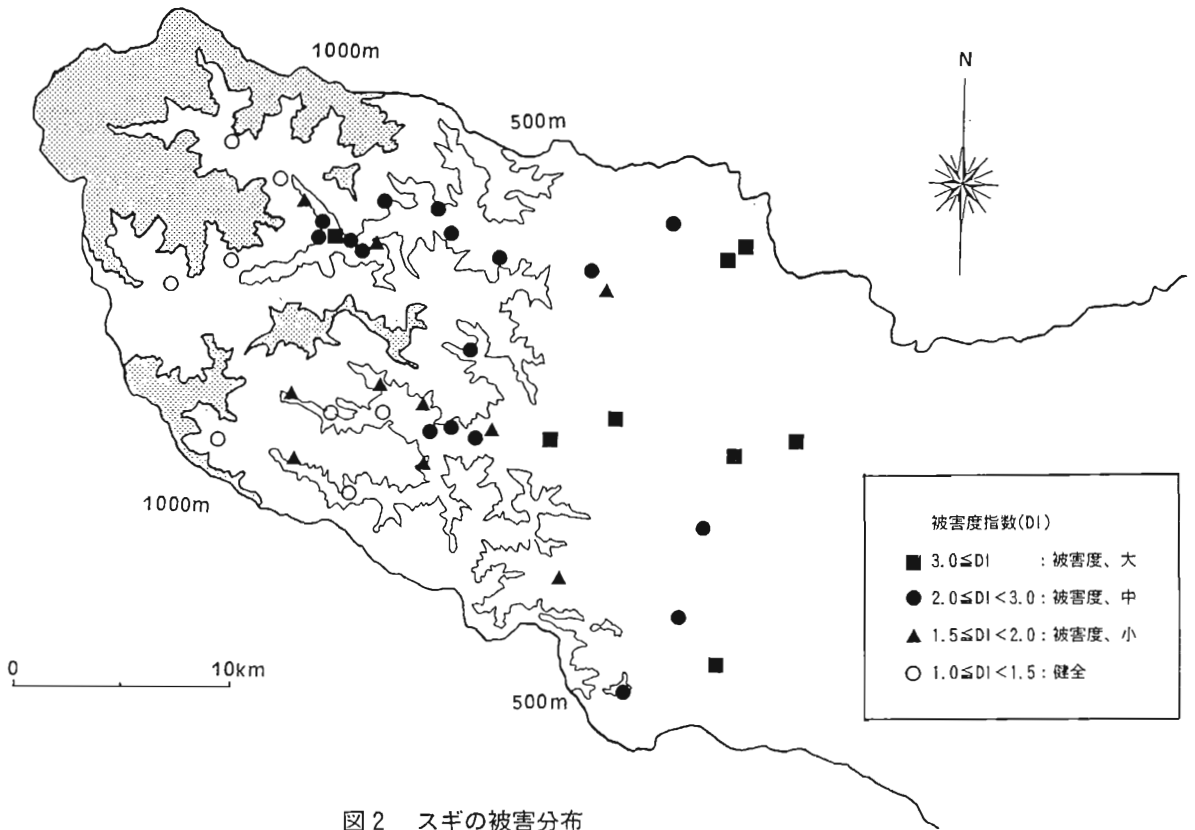 1000m
500m
N
1000m
500m
0 10km
被害度指数(DI)
■ 3.0≦DI : 被害度、大
● 2.0≦DI<3.0 : 被害度、中
▲ 1.5≦DI<2.0 : 被害度、小
○ 1.0≦DI<1.5 : 健全
図2 スギの被害分布